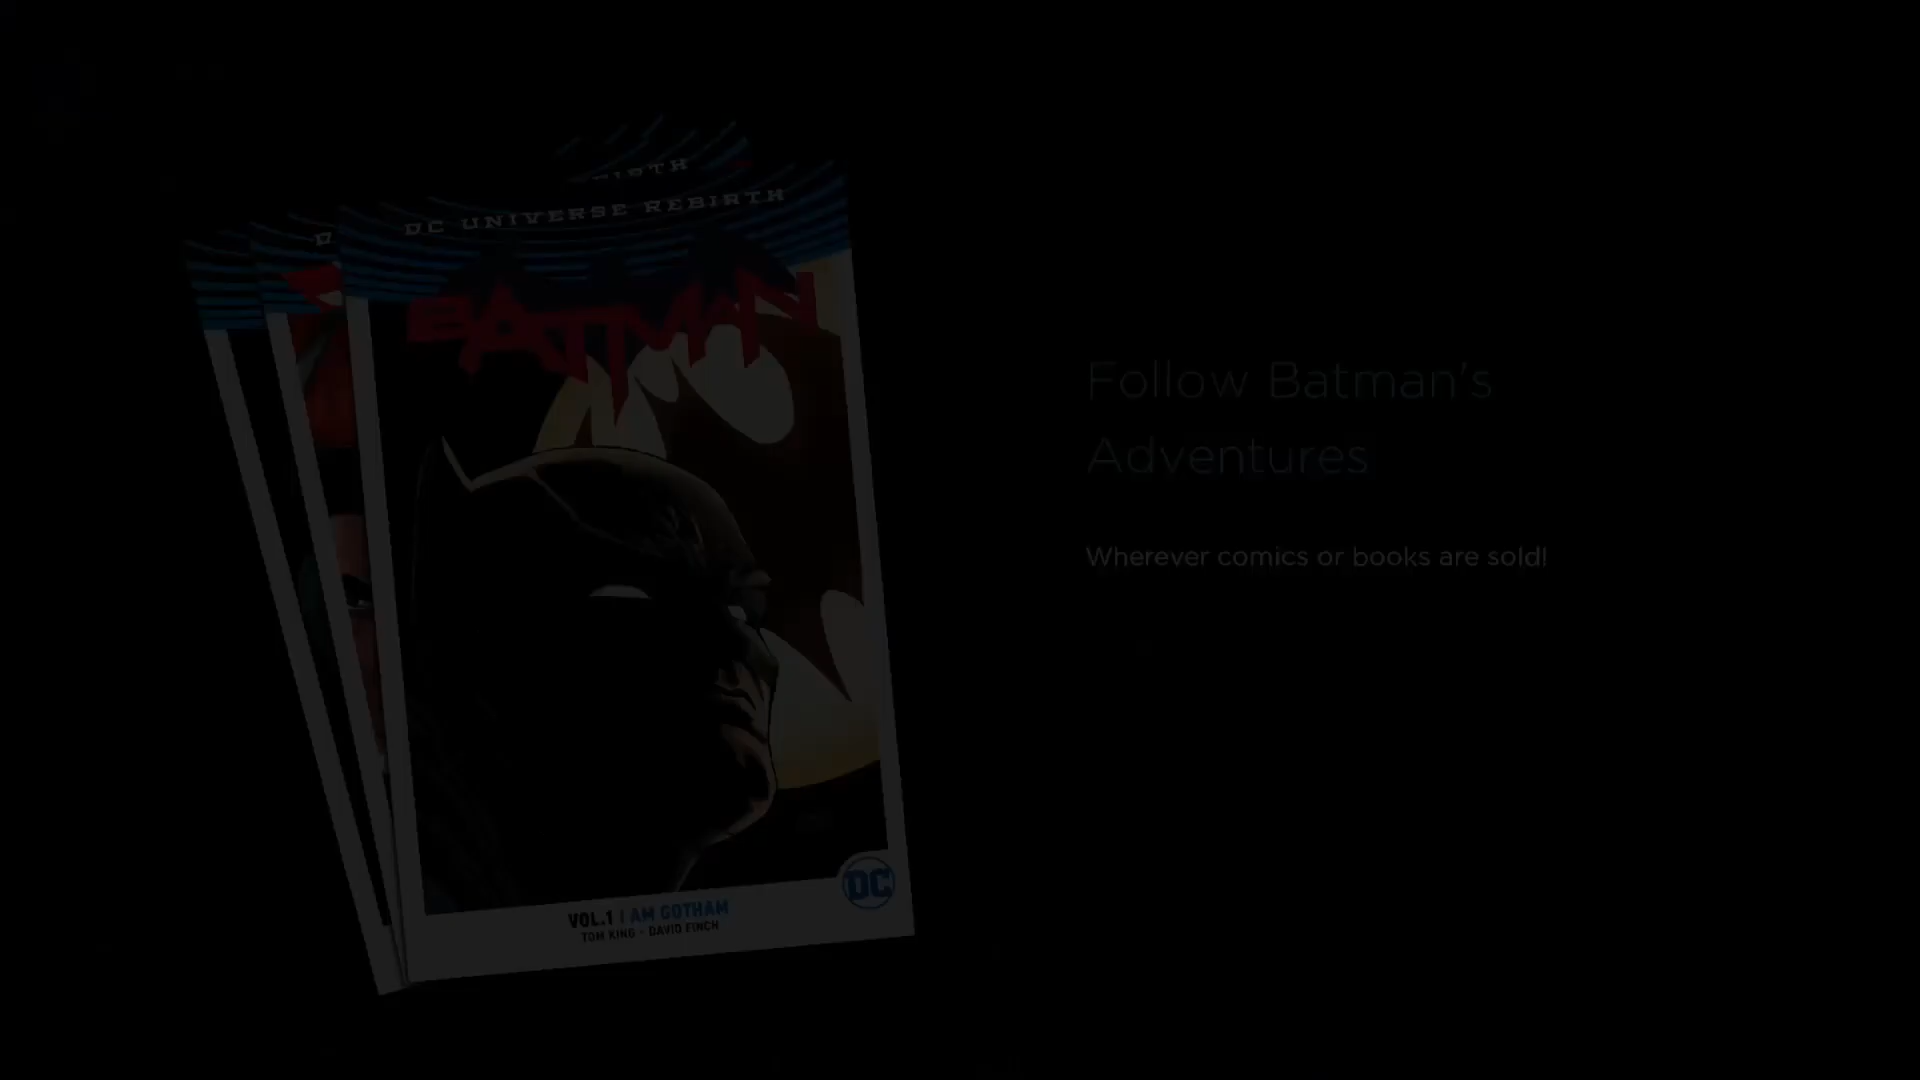 EBIRTH
DC UNIVERSE REBIRTH
D
BATMAN
VOL.1 | I AM GOTHAM
TOM KING - DAVID FINCH
DC
Follow Batman's
Adventures
Wherever comics or books are sold!